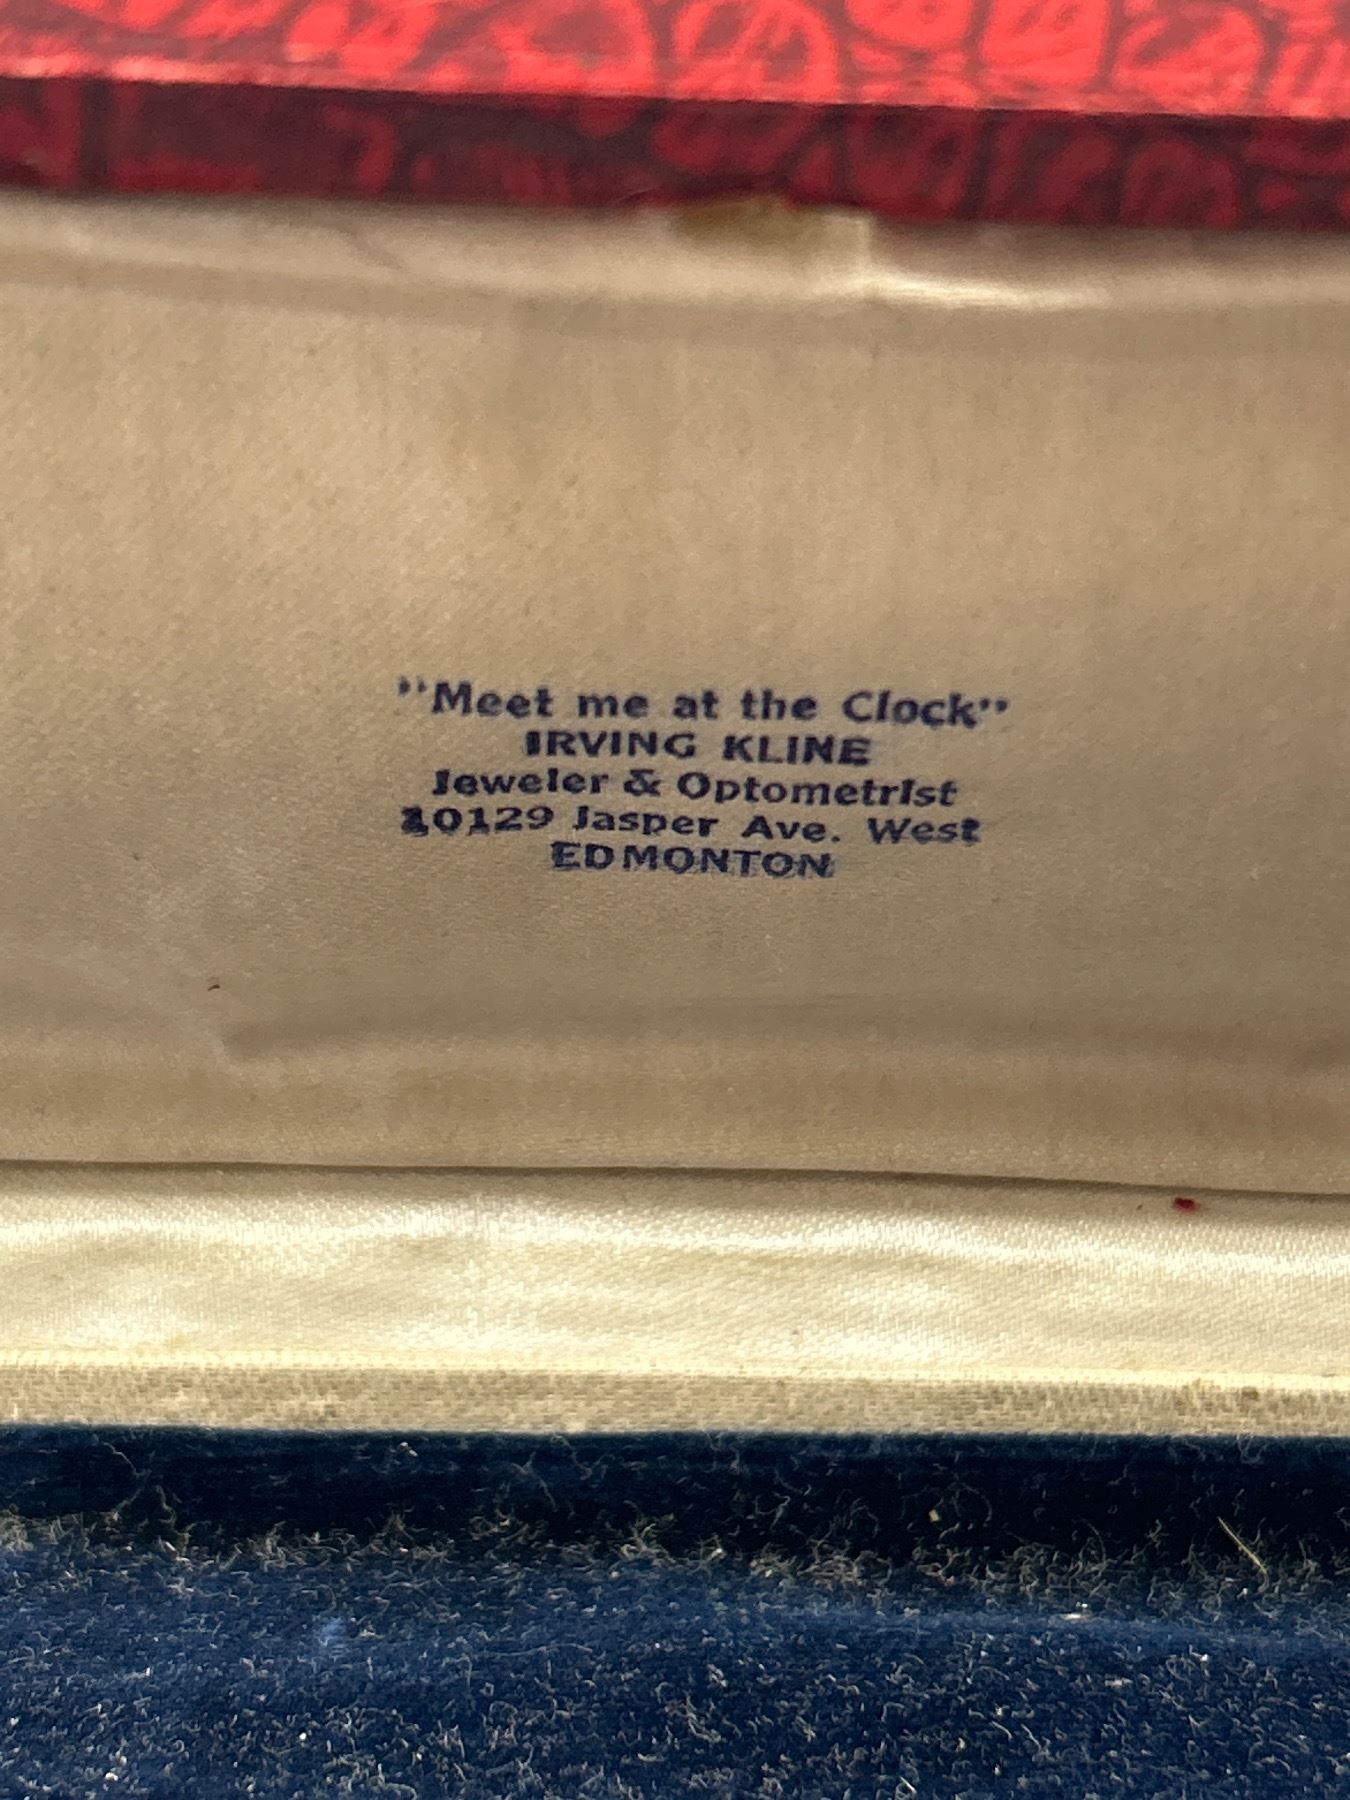 "Meet me at the Clock"
IRVING KLINE
Jeweler & Optometrist
10129 Jasper Ave. West
EDMONTON